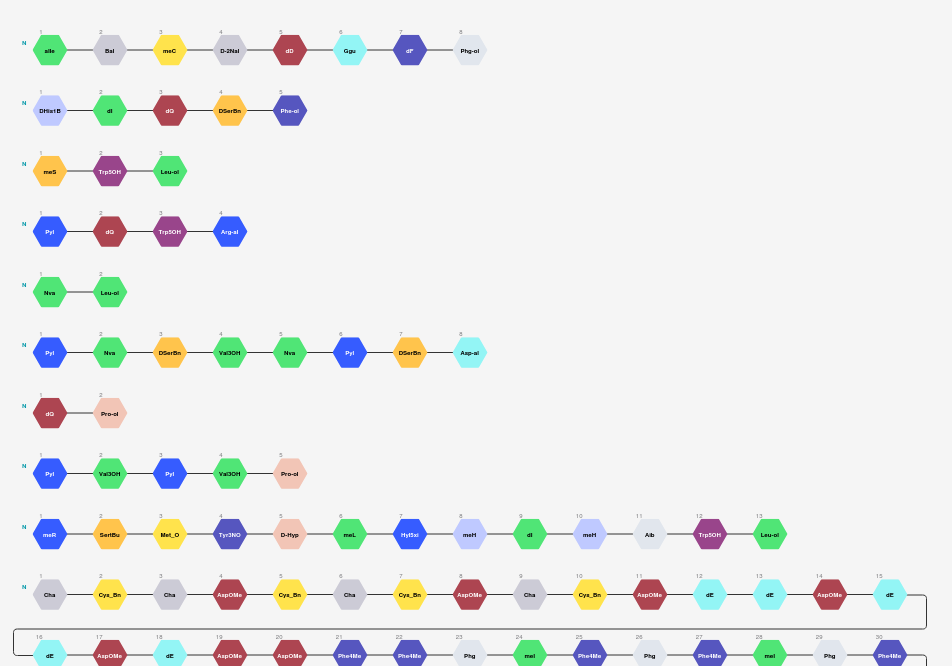 1 2 3 4 5 6 7 8
N aIle Bal meC D-2Nal dD Ggu dF Phg-ol
1 2 3 4 5
N DHis1B dI dG DSerBn Phe-ol
1 2 3
N meS Trp5OH Leu-ol
1 2 3 4
N Pyl dG Trp5OH Arg-al
1 2
N Nva Leu-ol
1 2 3 4 5 6 7 8
N Pyl Nva DSerBn Val3OH Nva Pyl DSerBn Asp-al
1 2
N dG Pro-ol
1 2 3 4 5
N Pyl Val3OH Pyl Val3OH Pro-ol
1 2 3 4 5 6 7 8 9 10 11 12 13
N meR SertBu Met_O Tyr3NO D-Hyp meL Hyl5xi meH dI meH Aib Trp5OH Leu-ol
1 2 3 4 5 6 7 8 9 10 11 12 13 14 15
N Cha Cys_Bn Cha AspOMe Cys_Bn Cha Cys_Bn AspOMe Cha Cys_Bn AspOMe dE dE AspOMe dE
16 17 18 19 20 21 22 23 24 25 26 27 28 29 30
dE AspOMe dE AspOMe AspOMe Phe4Me Phe4Me Phg meI Phe4Me Phg Phe4Me meI Phg Phe4Me